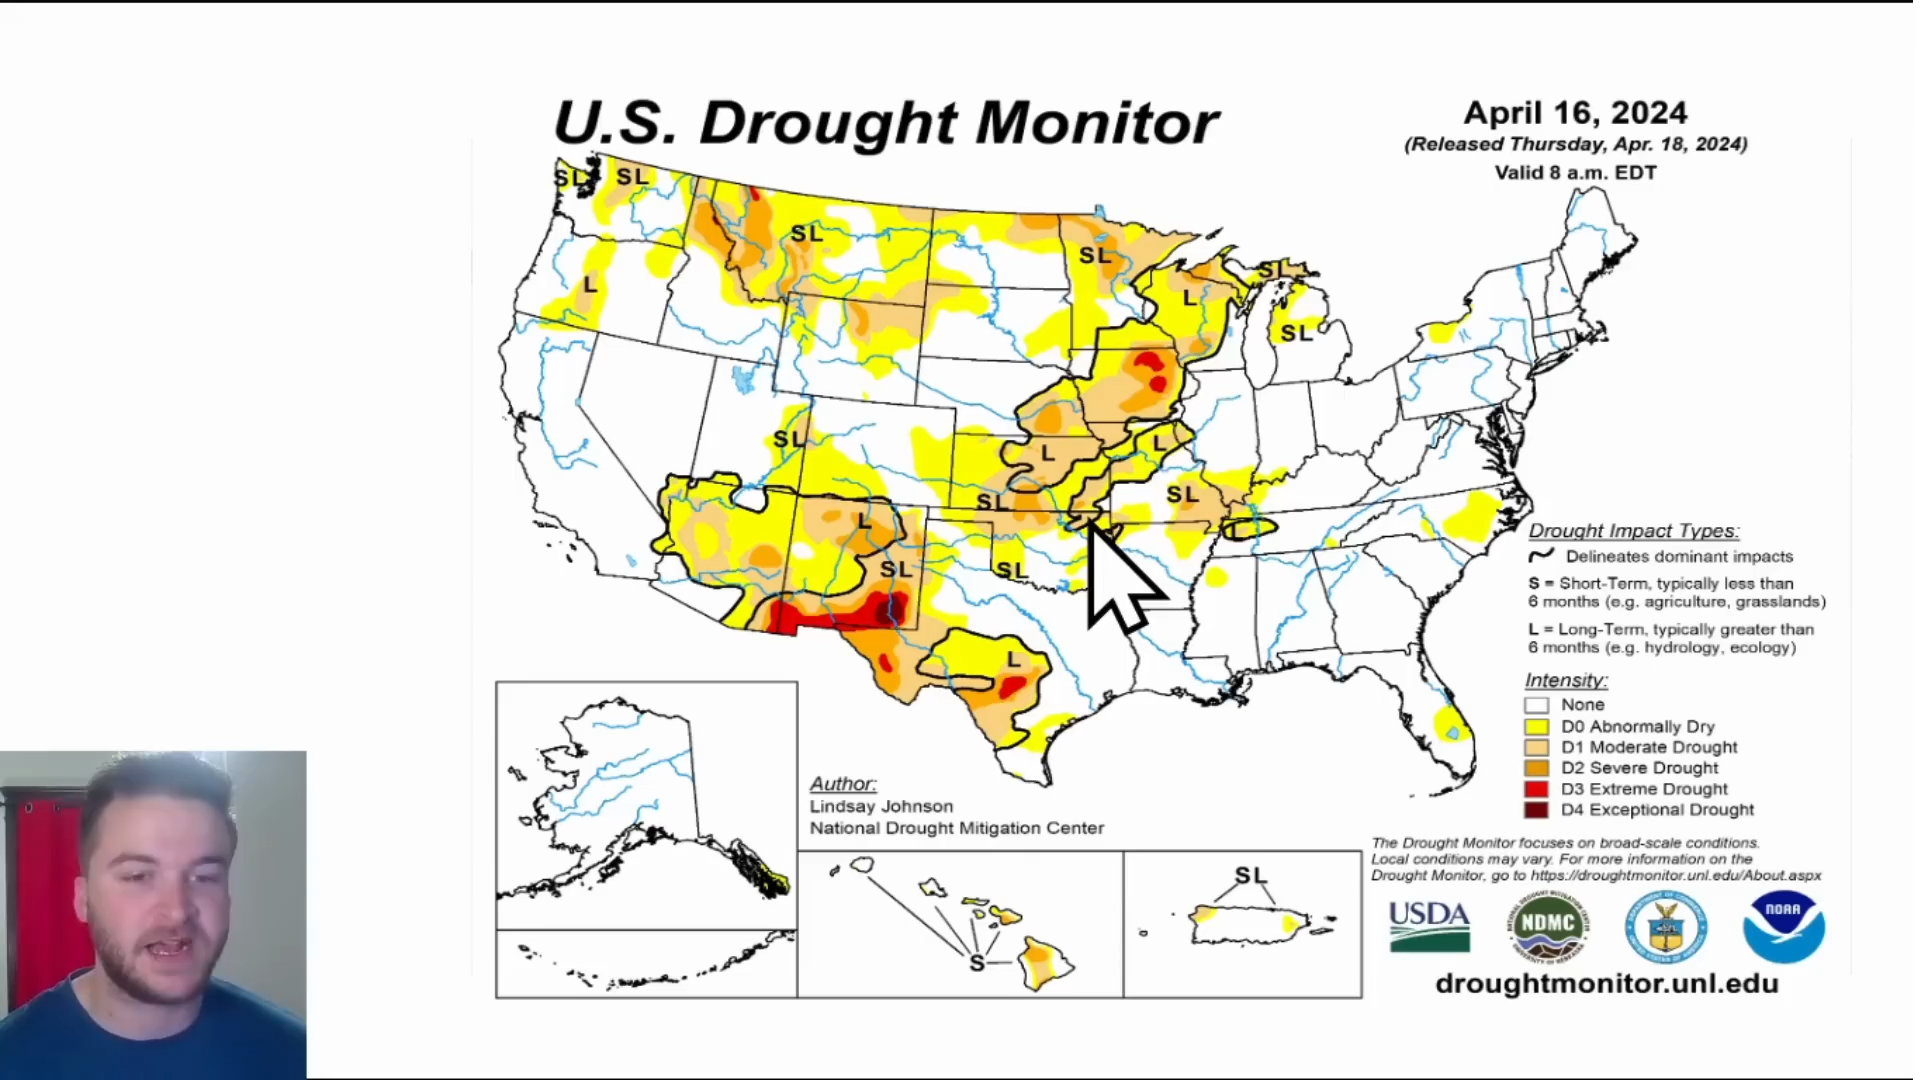 U.S. Drought Monitor
April 16, 2024
(Released Thursday, Apr. 18, 2024)
Valid 8 a.m. EDT
SL
SL
SL
SL
L
L
SL
SL
SL
L
L
SL
SL
L
SL
SL
L
L
S
SL
Drought Impact Types:
Delineates dominant impacts
S = Short-Term, typically less than
6 months (e.g. agriculture, grasslands)
L = Long-Term, typically greater than
6 months (e.g. hydrology, ecology)
Intensity:
None
D0 Abnormally Dry
D1 Moderate Drought
D2 Severe Drought
D3 Extreme Drought
D4 Exceptional Drought
Author:
Lindsay Johnson
National Drought Mitigation Center
The Drought Monitor focuses on broad-scale conditions.
Local conditions may vary. For more information on the
Drought Monitor, go to https://droughtmonitor.unl.edu/About.aspx
USDA
NDMC
NOAA
droughtmonitor.unl.edu